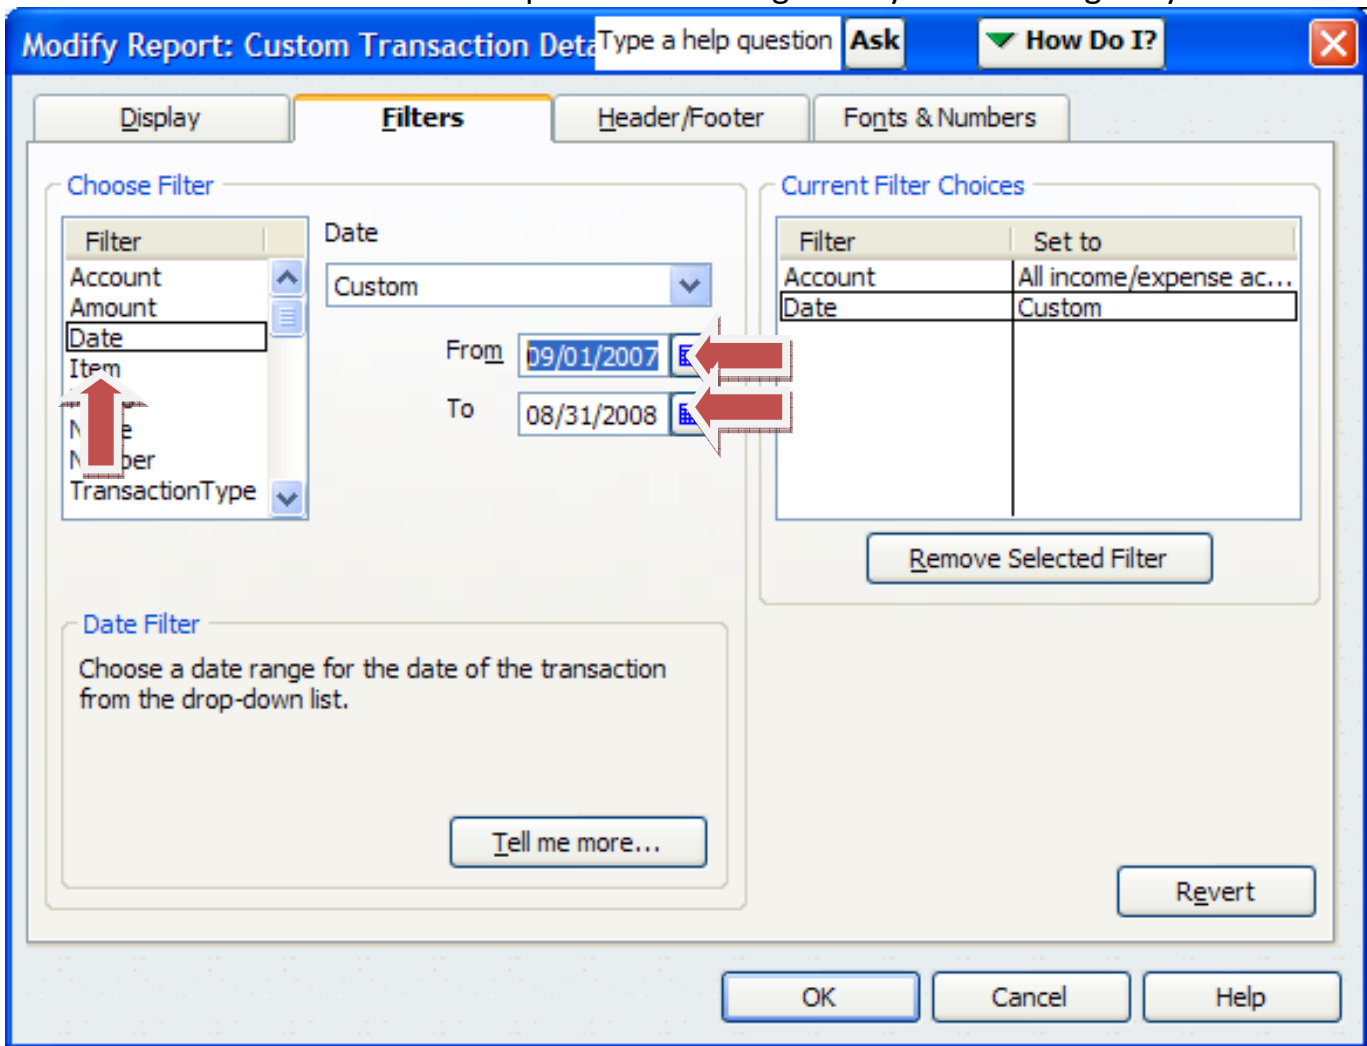 Modify Report: Custom Transaction Deta
Type a help question
Ask
How Do I?
Display
Filters
Header/Footer
Fonts & Numbers
Choose Filter
Filter
Account
Amount
Date
Item
TransactionType
Date
Custom
From 09/01/2007
To 08/31/2008
Current Filter Choices
Filter Set to
Account All income/expense ac...
Date Custom
Remove Selected Filter
Date Filter
Choose a date range for the date of the transaction
from the drop-down list.
Tell me more...
Revert
OK
Cancel
Help